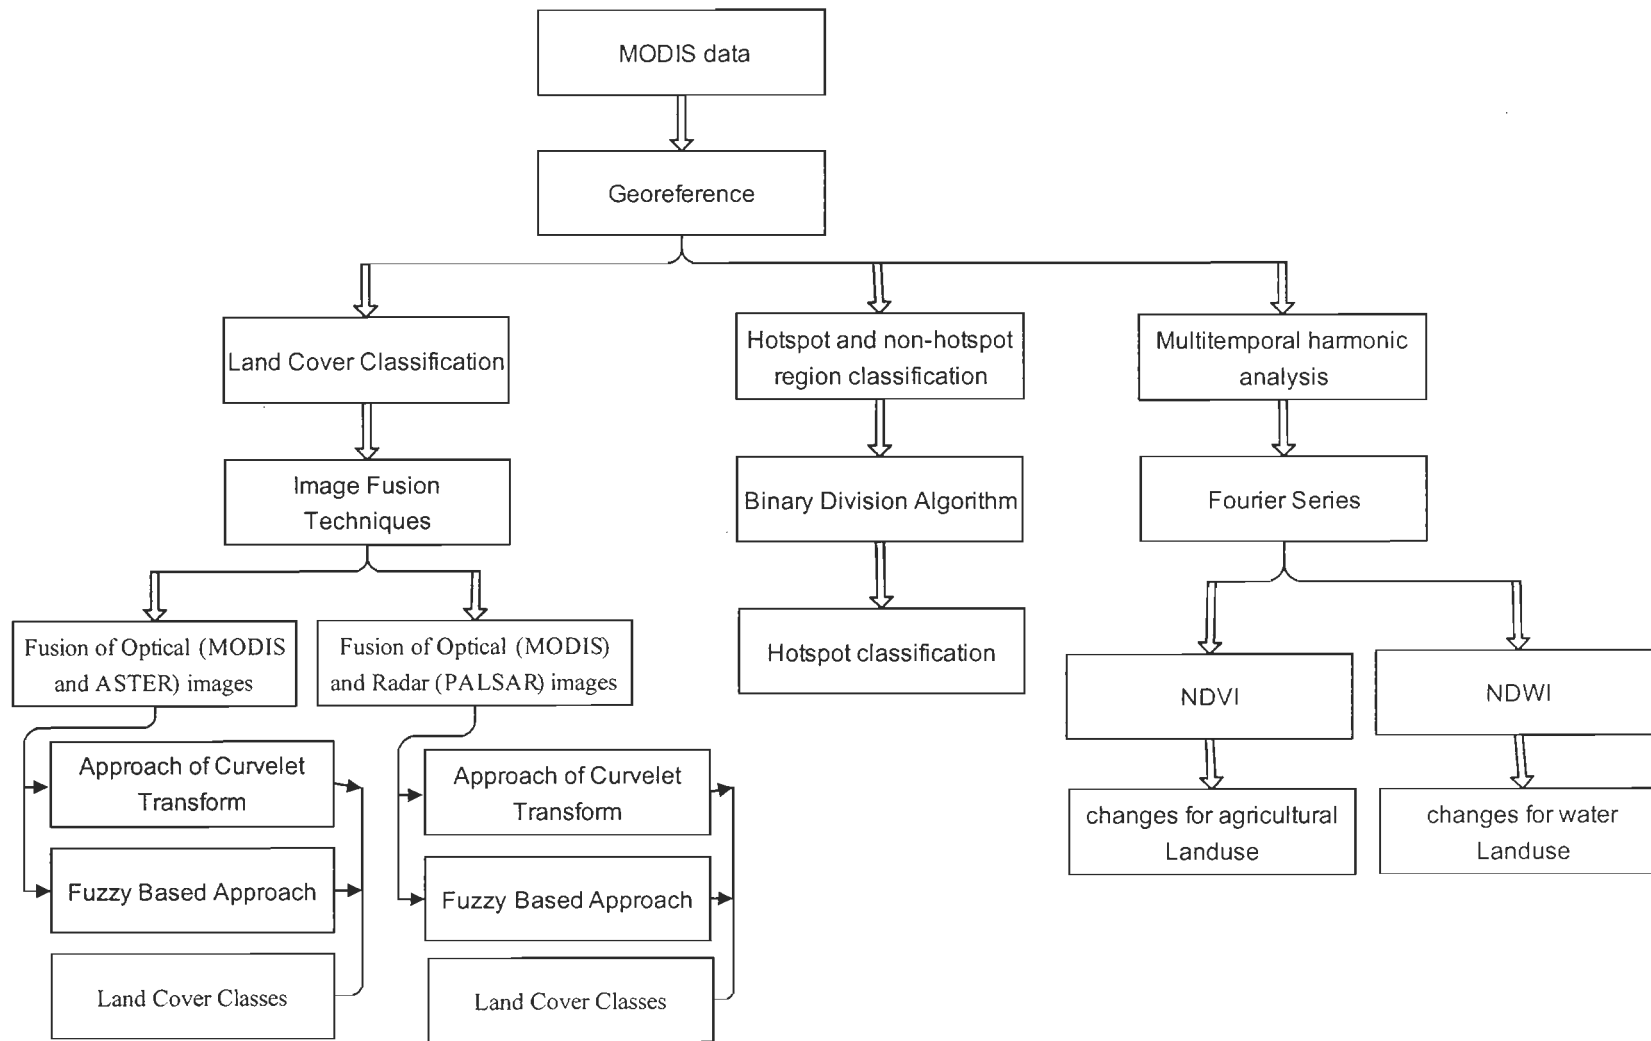 MODIS data
Georeference
Land Cover Classification
Hotspot and non-hotspot
region classification
Multitemporal harmonic
analysis
Image Fusion
Techniques
Binary Division Algorithm
Fourier Series
Fusion of Optical (MODIS
and ASTER) images
Fusion of Optical (MODIS)
and Radar (PALSAR) images
Hotspot classification
NDVI
NDWI
Approach of Curvelet
Transform
Approach of Curvelet
Transform
changes for agricultural
Landuse
changes for water
Landuse
Fuzzy Based Approach
Fuzzy Based Approach
Land Cover Classes
Land Cover Classes